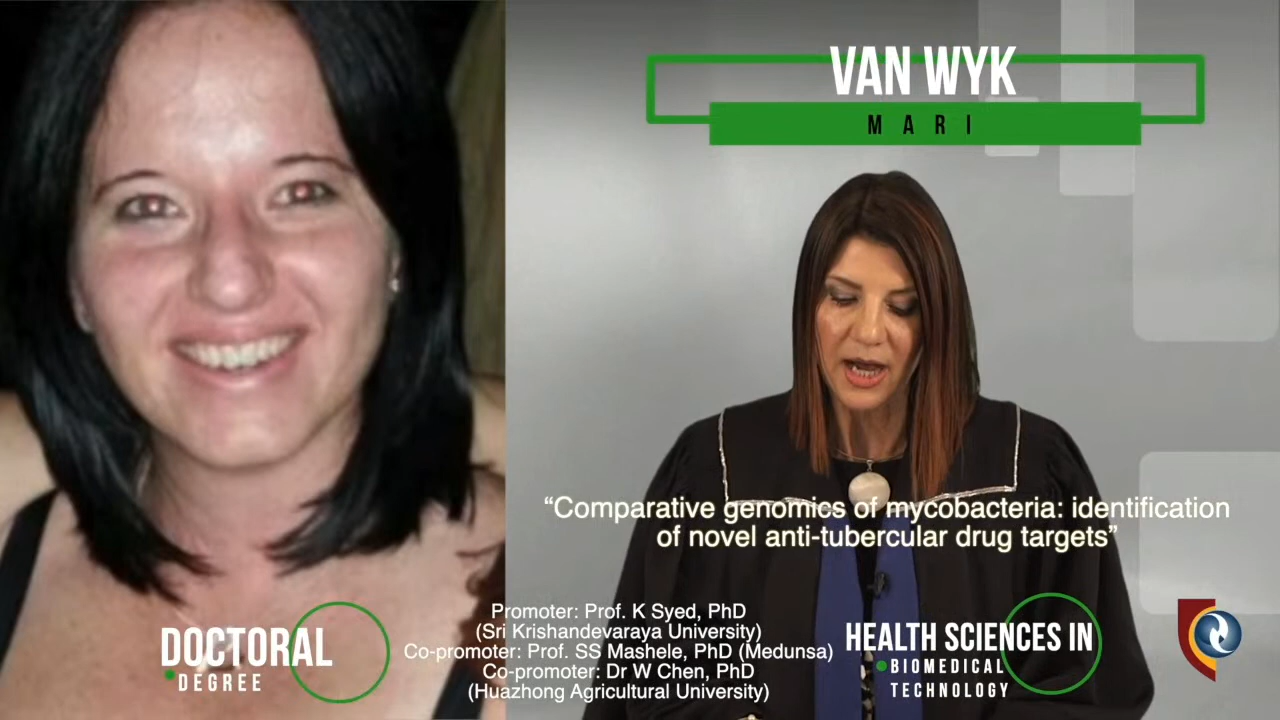 VAN WYK
MARI
“Comparative genomics of mycobacteria: identification
of novel anti-tubercular drug targets”
Promoter: Prof. K Syed, PhD
(Sri Krishandevaraya University)
Co-promoter: Prof. SS Mashele, PhD (Medunsa)
Co-promoter: Dr W Chen, PhD
(Huazhong Agricultural University)
DOCTORAL
DEGREE
HEALTH SCIENCES IN
BIOMEDICAL
TECHNOLOGY